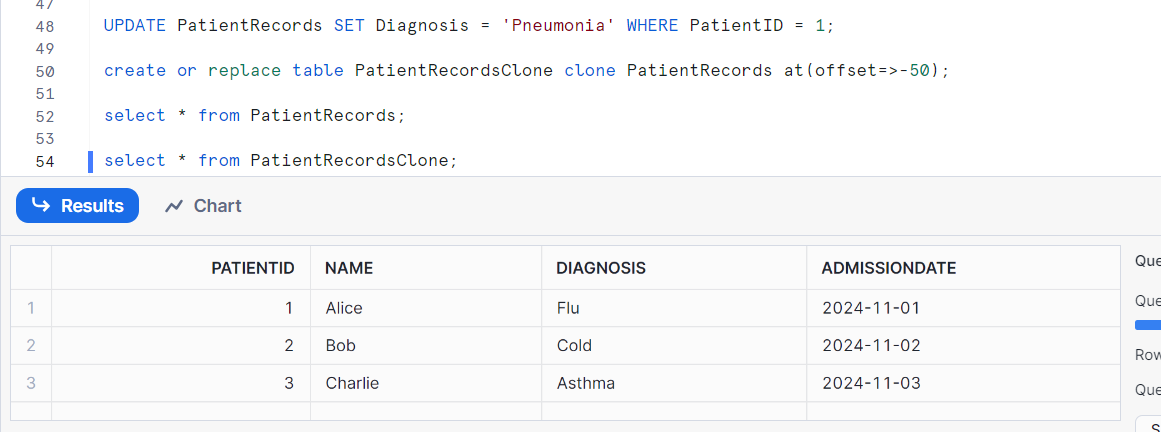 47
48 UPDATE PatientRecords SET Diagnosis = 'Pneumonia' WHERE PatientID = 1;
49
50 create or replace table PatientRecordsClone clone PatientRecords at(offset=>-50);
51
52 select * from PatientRecords;
53
54 select * from PatientRecordsClone;
Results Chart
PATIENTID NAME DIAGNOSIS ADMISSIONDATE Que
1 1 Alice Flu 2024-11-01 Que
2 2 Bob Cold 2024-11-02 Row
3 3 Charlie Asthma 2024-11-03 Que